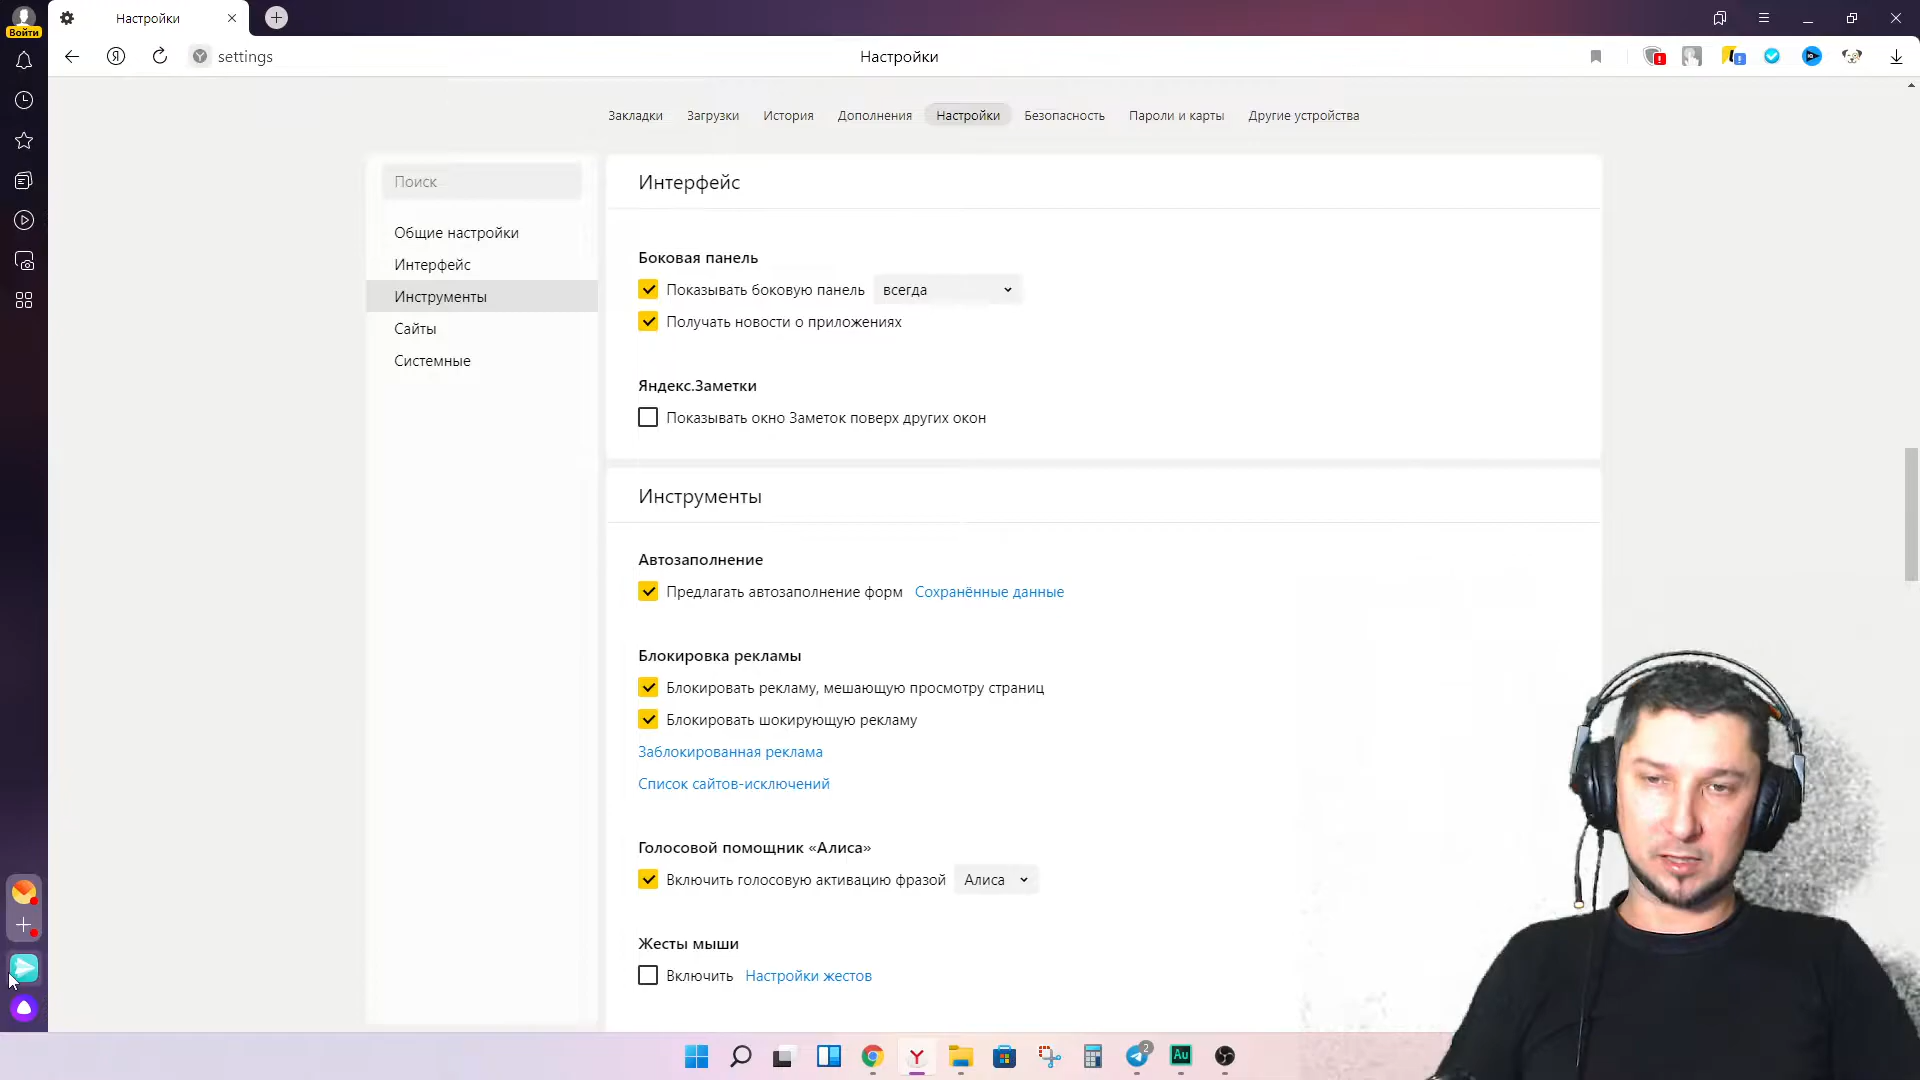 Настройки
Войти
settings
Настройки
Закладки
Загрузки
История
Дополнения
Настройки
Безопасность
Пароли и карты
Другие устройства
Поиск
Общие настройки
Интерфейс
Инструменты
Сайты
Системные
Интерфейс
Боковая панель
Показывать боковую панель всегда
Получать новости о приложениях
Яндекс.Заметки
Показывать окно Заметок поверх других окон
Инструменты
Автозаполнение
Предлагать автозаполнение форм Сохранённые данные
Блокировка рекламы
Блокировать рекламу, мешающую просмотру страниц
Блокировать шокирующую рекламу
Заблокированная реклама
Список сайтов-исключений
Голосовой помощник «Алиса»
Включить голосовую активацию фразой Алиса
Жесты мыши
Включить Настройки жестов
2
Au